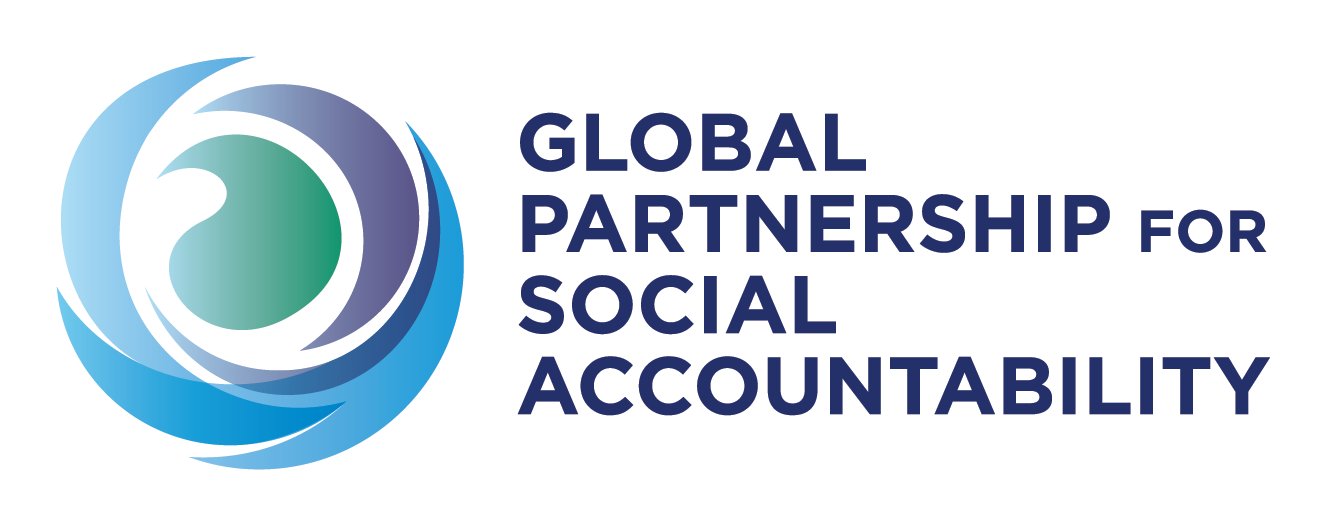 GLOBAL
PARTNERSHIP FOR
SOCIAL
ACCOUNTABILITY